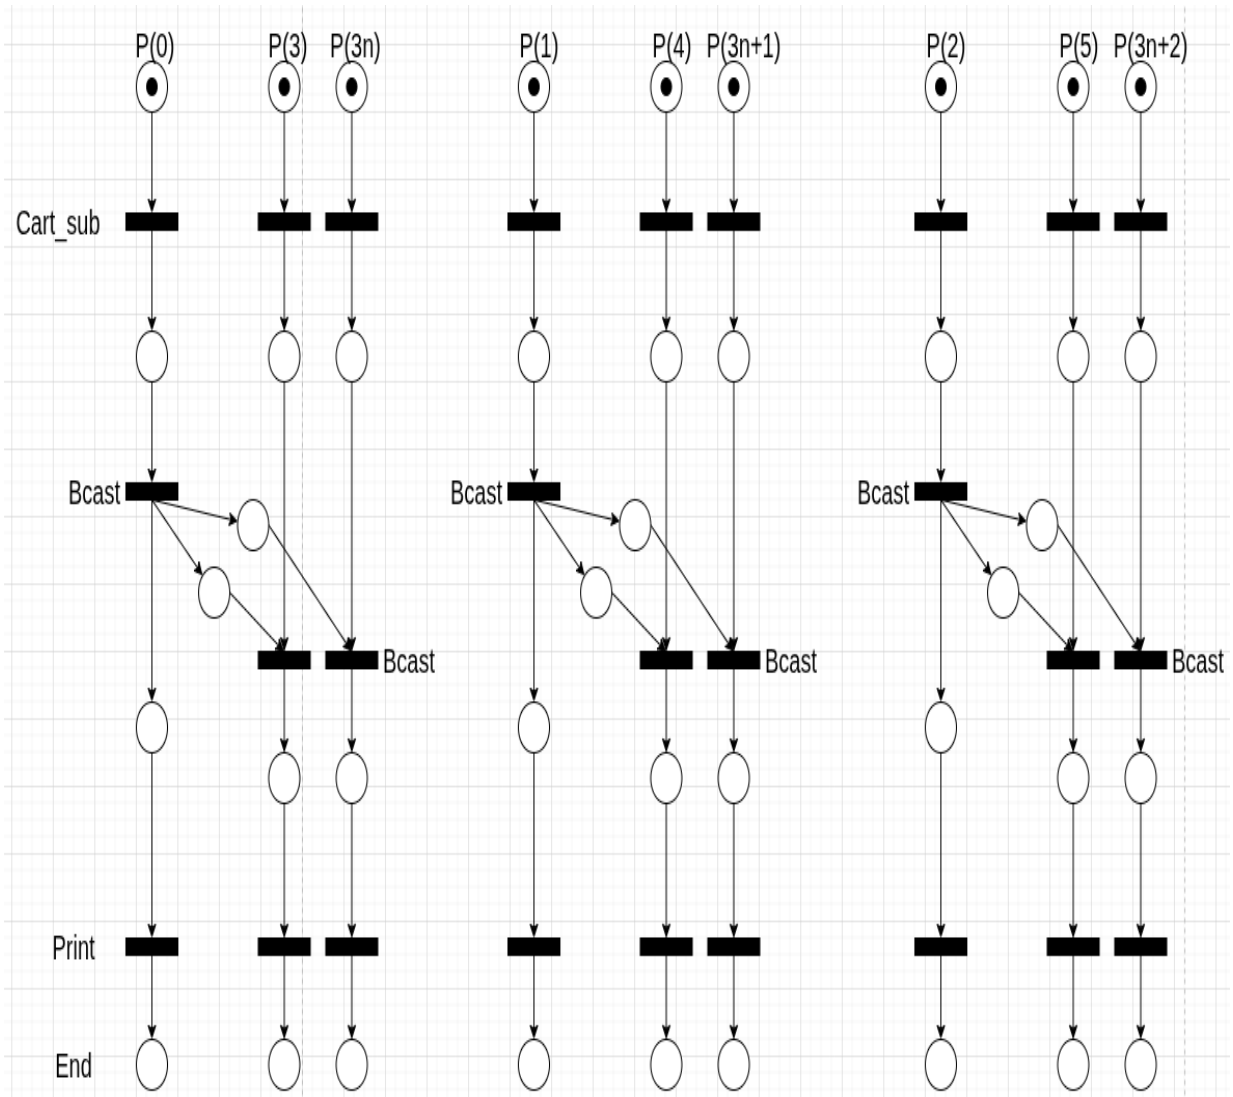 P(0) P(3) P(3n) P(1) P(4) P(3n+1) P(2) P(5) P(3n+2)
Cart_sub
Bcast Bcast Bcast
Bcast Bcast Bcast
Print
End